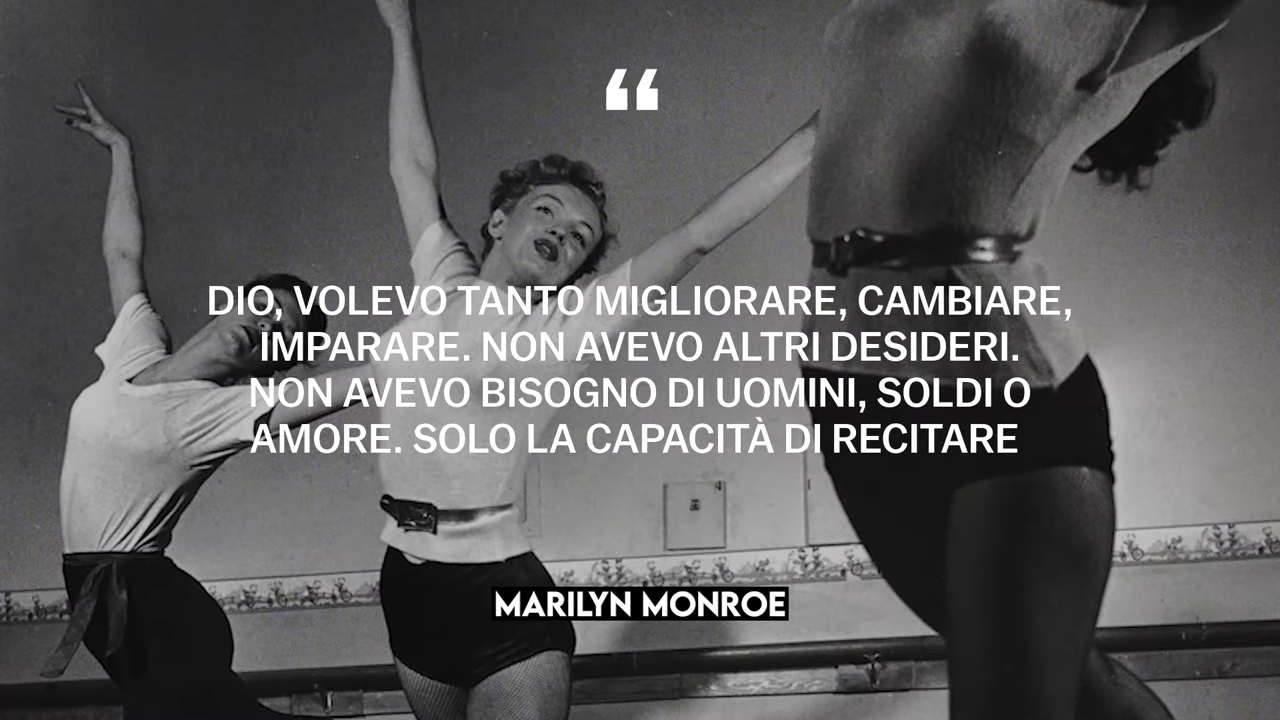 “
DIO, VOLEVO TANTO MIGLIORARE, CAMBIARE,
IMPARARE. NON AVEVO ALTRI DESIDERI.
NON AVEVO BISOGNO DI UOMINI, SOLDI O
AMORE. SOLO LA CAPACITÀ DI RECITARE
MARILYN MONROE